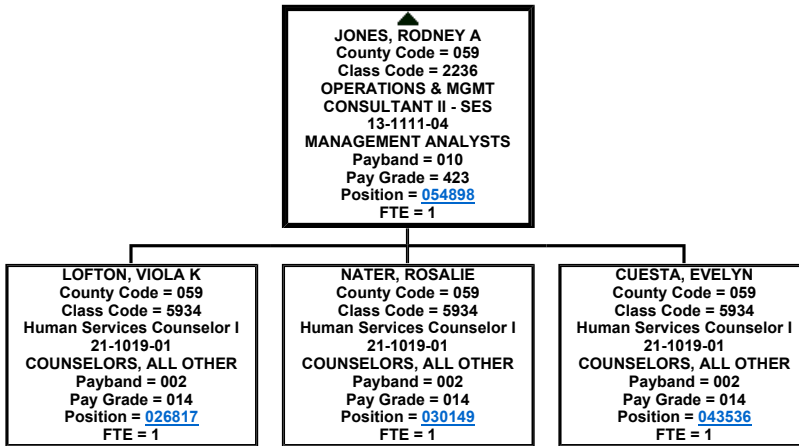 JONES, RODNEY A
County Code = 059
Class Code = 2236
OPERATIONS & MGMT
CONSULTANT II - SES
13-1111-04
MANAGEMENT ANALYSTS
Payband = 010
Pay Grade = 423
Position = 054898
FTE = 1
LOFTON, VIOLA K
County Code = 059
Class Code = 5934
Human Services Counselor I
21-1019-01
COUNSELORS, ALL OTHER
Payband = 002
Pay Grade = 014
Position = 026817
FTE = 1
NATER, ROSALIE
County Code = 059
Class Code = 5934
Human Services Counselor I
21-1019-01
COUNSELORS, ALL OTHER
Payband = 002
Pay Grade = 014
Position = 030149
FTE = 1
CUESTA, EVELYN
County Code = 059
Class Code = 5934
Human Services Counselor I
21-1019-01
COUNSELORS, ALL OTHER
Payband = 002
Pay Grade = 014
Position = 043536
FTE = 1